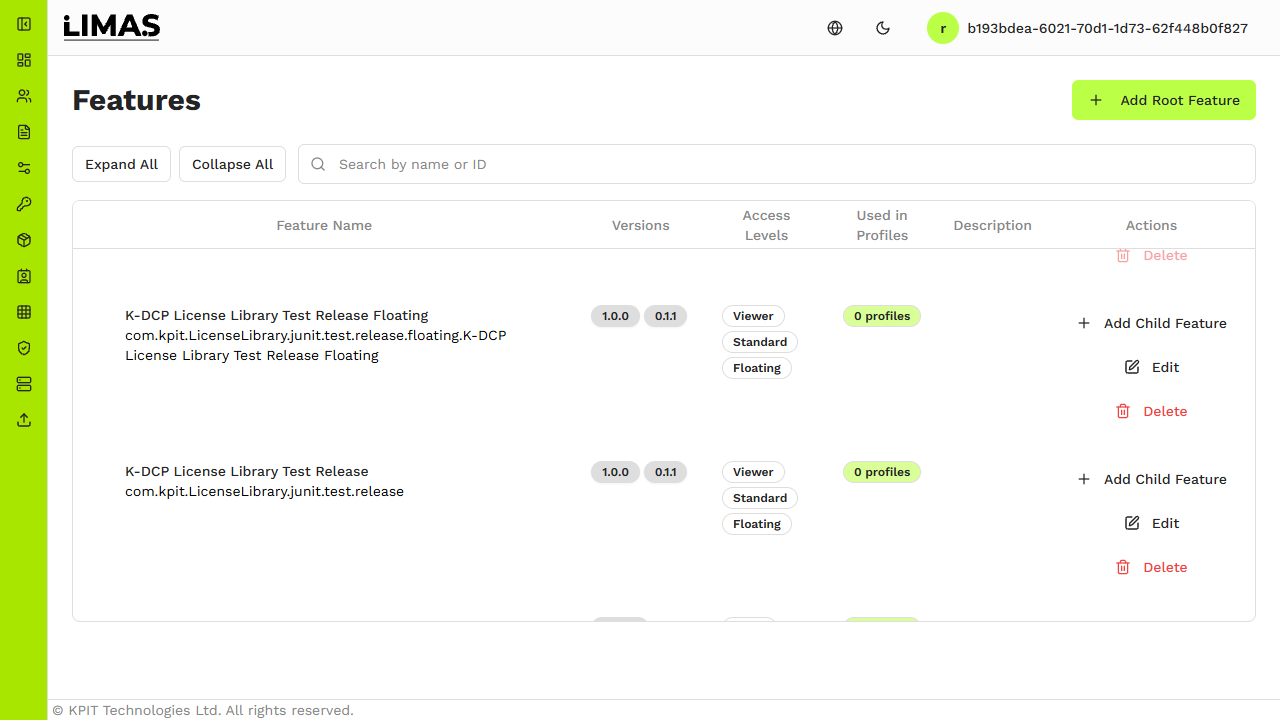 LIMAS
r
b193bdea-6021-70d1-1d73-62f448b0f827
Features
Add Root Feature
Expand All
Collapse All
Search by name or ID
Feature Name
Versions
Access
Levels
Used in
Profiles
Description
Actions
Delete
K-DCP License Library Test Release Floating
com.kpit.LicenseLibrary.junit.test.release.floating.K-DCP
License Library Test Release Floating
1.0.0
0.1.1
Viewer
Standard
Floating
0 profiles
Add Child Feature
Edit
Delete
K-DCP License Library Test Release
com.kpit.LicenseLibrary.junit.test.release
1.0.0
0.1.1
Viewer
Standard
Floating
0 profiles
Add Child Feature
Edit
Delete
© KPIT Technologies Ltd. All rights reserved.